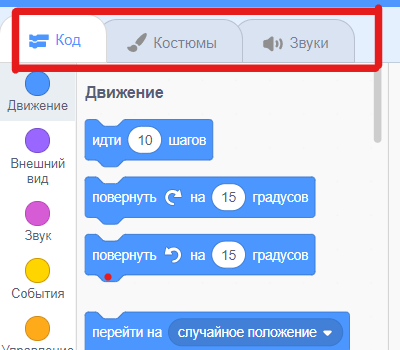 Код Костюмы Звуки
Движение
Движение
идти 10 шагов
Внешний
вид
повернуть на 15 градусов
Звук
повернуть на 15 градусов
События
перейти на случайное положение
Управление